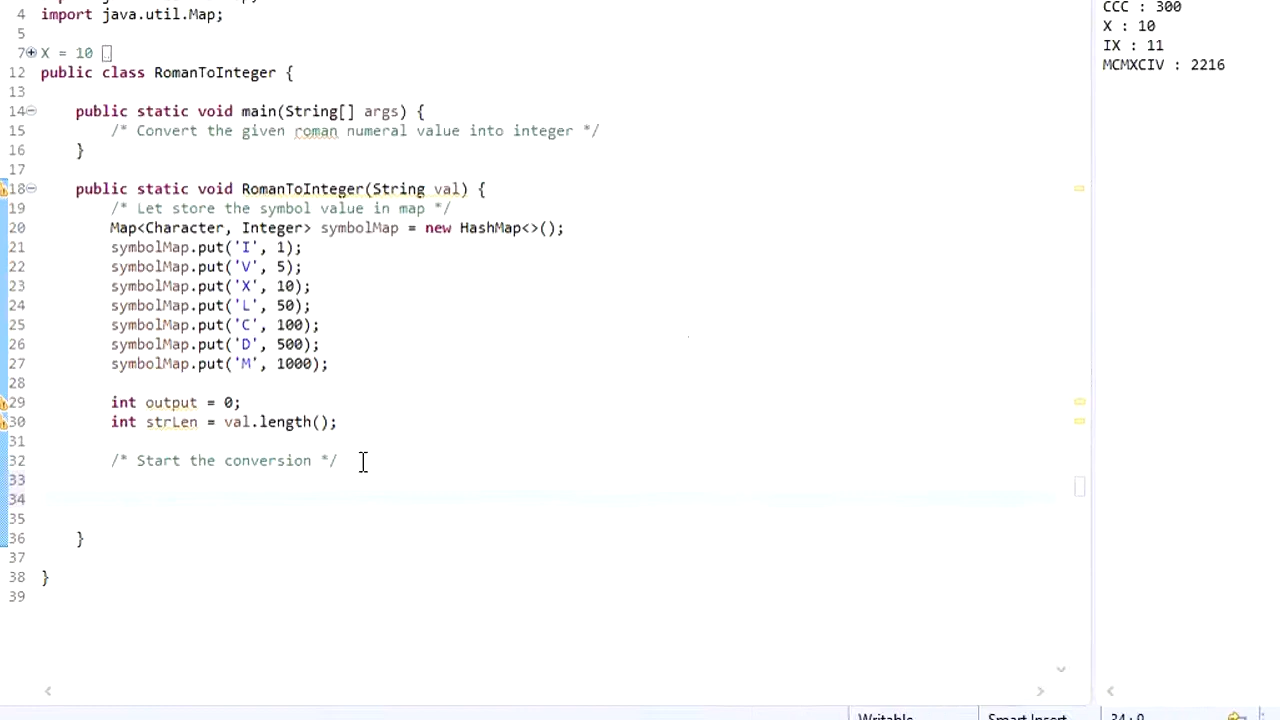 4 import java.util.Map;
5
7 X = 10
12 public class RomanToInteger {
13
14 public static void main(String[] args) {
15 /* Convert the given roman numeral value into integer */
16 }
17
18 public static void RomanToInteger(String val) {
19 /* Let store the symbol value in map */
20 Map<Character, Integer> symbolMap = new HashMap<>();
21 symbolMap.put('I', 1);
22 symbolMap.put('V', 5);
23 symbolMap.put('X', 10);
24 symbolMap.put('L', 50);
25 symbolMap.put('C', 100);
26 symbolMap.put('D', 500);
27 symbolMap.put('M', 1000);
28
29 int output = 0;
30 int strLen = val.length();
31
32 /* Start the conversion */
33
34
35
36 }
37
38 }
39
CCC : 300
X : 10
IX : 11
MCMXCIV : 2216
Writable
Smart Insert
34 : 9